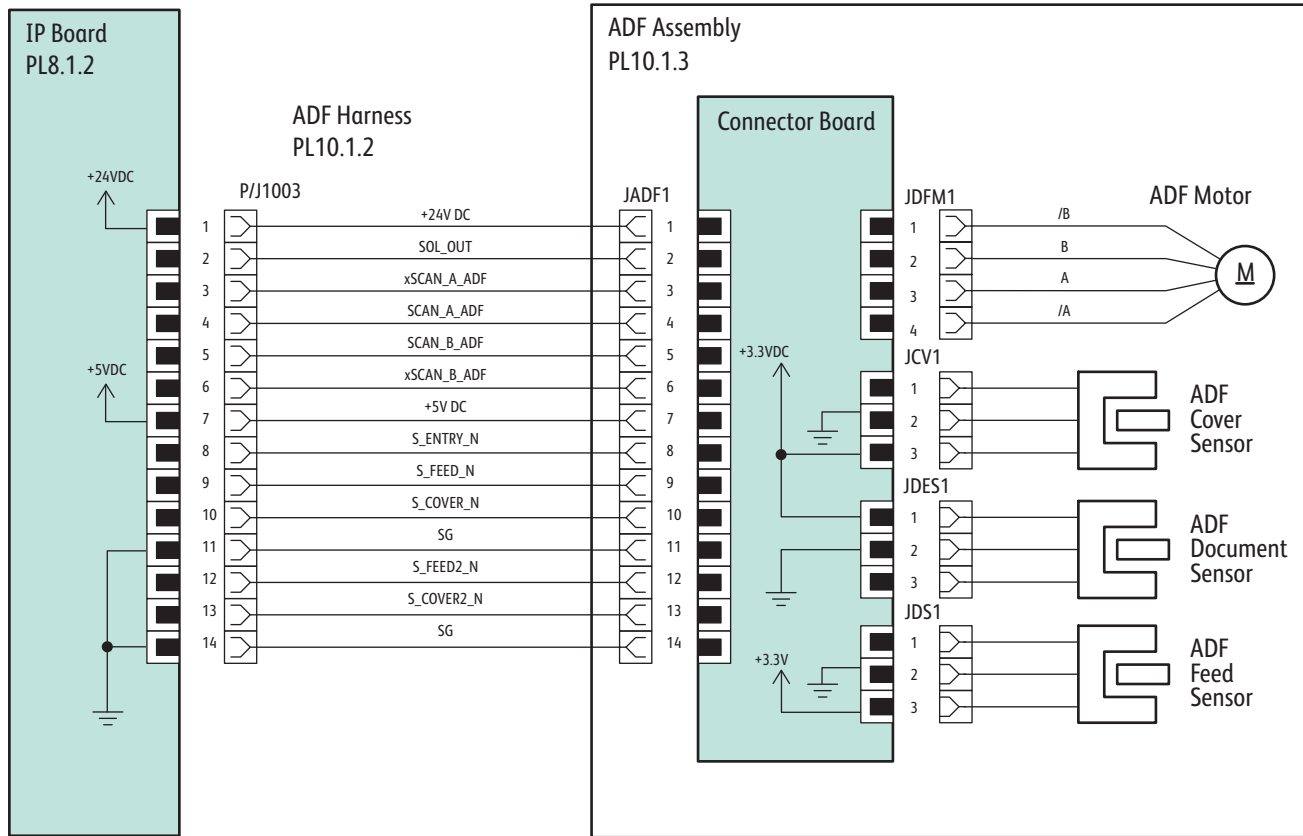 IP Board
PL8.1.2
ADF Assembly
PL10.1.3
ADF Harness
PL10.1.2
Connector Board
+24VDC
P/J1003
JADF1
JDFM1
ADF Motor
1 +24V DC 1
2 SOL_OUT 2
3 xSCAN_A_ADF 3
4 SCAN_A_ADF 4
5 SCAN_B_ADF 5
6 xSCAN_B_ADF 6
+5VDC
7 +5V DC 7
8 S_ENTRY_N 8
9 S_FEED_N 9
10 S_COVER_N 10
11 SG 11
12 S_FEED2_N 12
13 S_COVER2_N 13
14 SG 14
1 /B
2 B
3 A
4 /A
M
+3.3VDC
JCV1
1
2
3
ADF
Cover
Sensor
JDES1
1
2
3
ADF
Document
Sensor
JDS1
+3.3V
1
2
3
ADF
Feed
Sensor